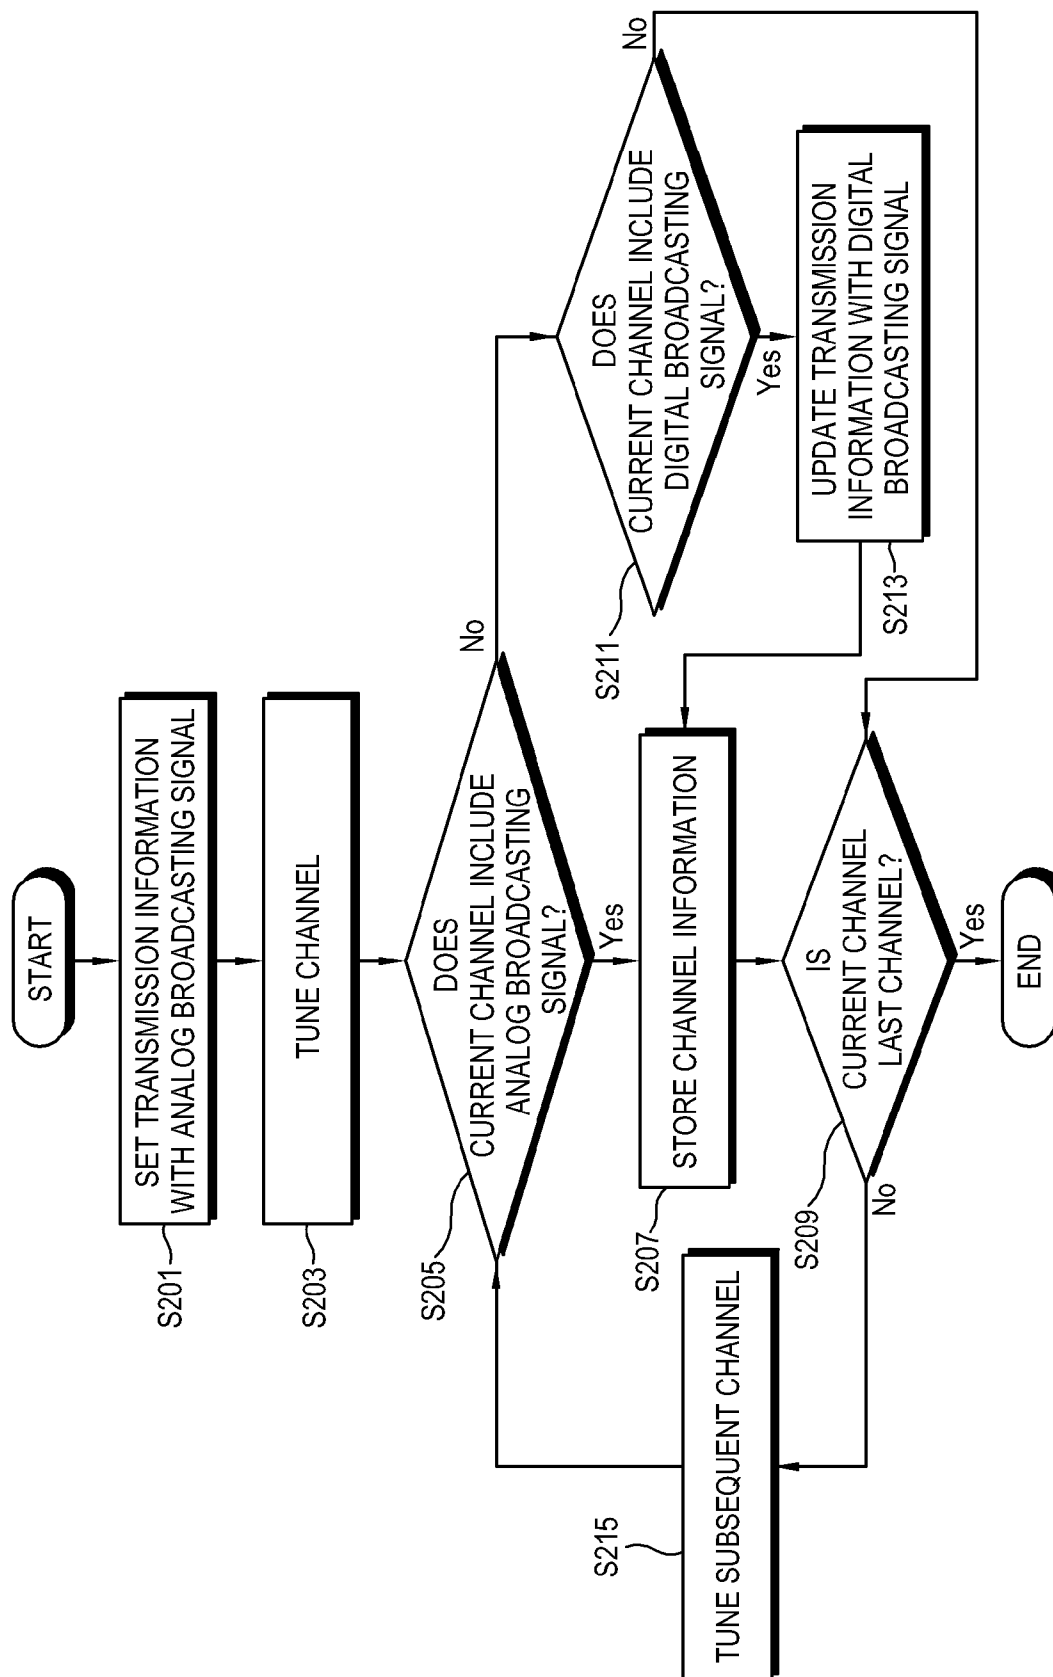 START
SET TRANSMISSION INFORMATION
WITH ANALOG BROADCASTING SIGNAL
S201
TUNE CHANNEL
S203
DOES
CURRENT CHANNEL INCLUDE
ANALOG BROADCASTING
SIGNAL?
S205
No
Yes
STORE CHANNEL INFORMATION
S207
IS
CURRENT CHANNEL
LAST CHANNEL?
S209
No
Yes
END
DOES
CURRENT CHANNEL INCLUDE
DIGITAL BROADCASTING
SIGNAL?
S211
No
Yes
UPDATE TRANSMISSION
INFORMATION WITH DIGITAL
BROADCASTING SIGNAL
S213
TUNE SUBSEQUENT CHANNEL
S215